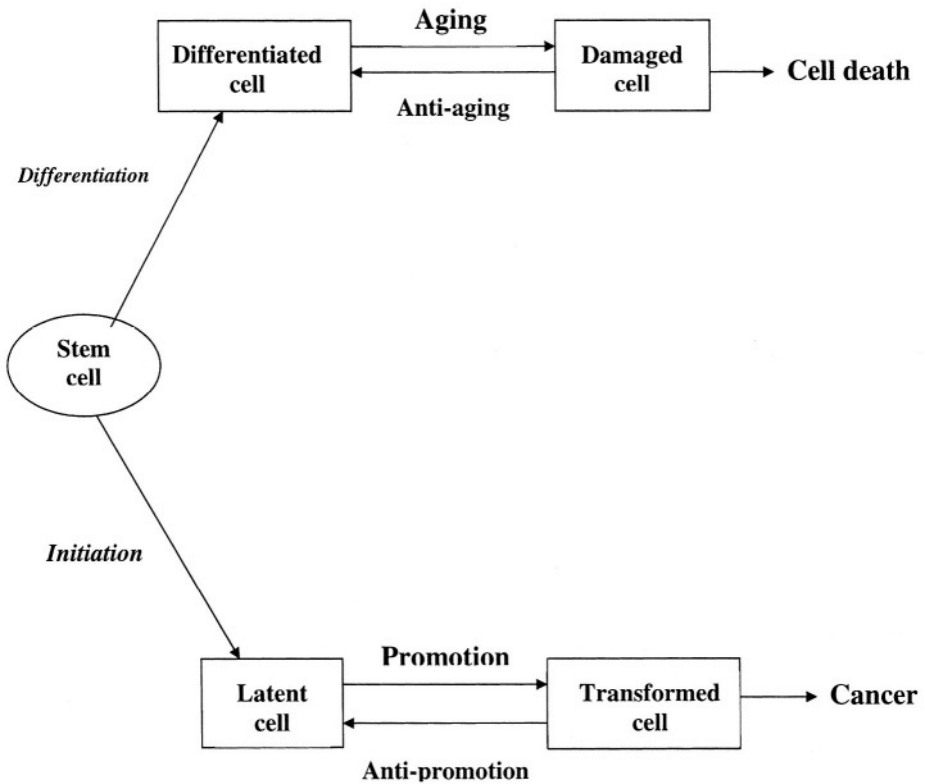 Aging
Differentiated
cell
Damaged
cell
Cell death
Anti-aging
Differentiation
Stem
cell
Initiation
Promotion
Latent
cell
Transformed
cell
Cancer
Anti-promotion